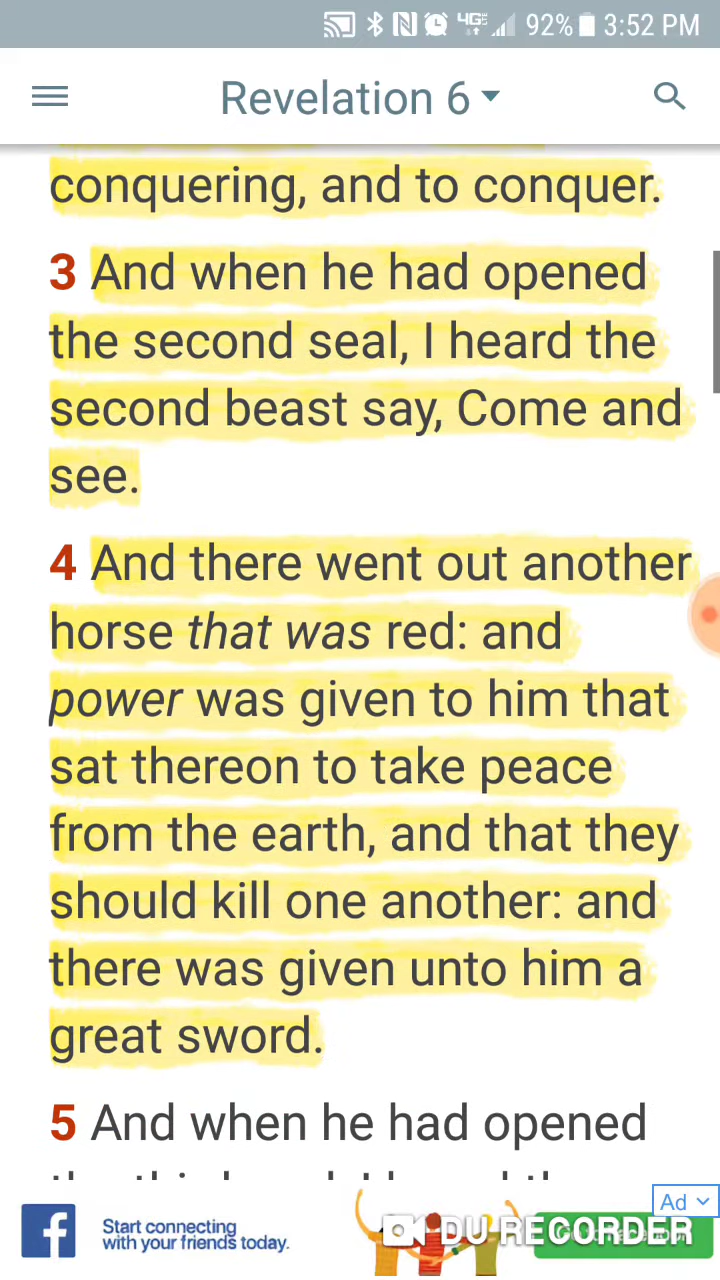 4GE 92% 3:52 PM
Revelation 6
conquering, and to conquer.
3 And when he had opened
the second seal, I heard the
second beast say, Come and
see.
4 And there went out another
horse that was red: and
power was given to him that
sat thereon to take peace
from the earth, and that they
should kill one another: and
there was given unto him a
great sword.
5 And when he had opened
Ad
Start connecting
with your friends today.
DU RECORDER